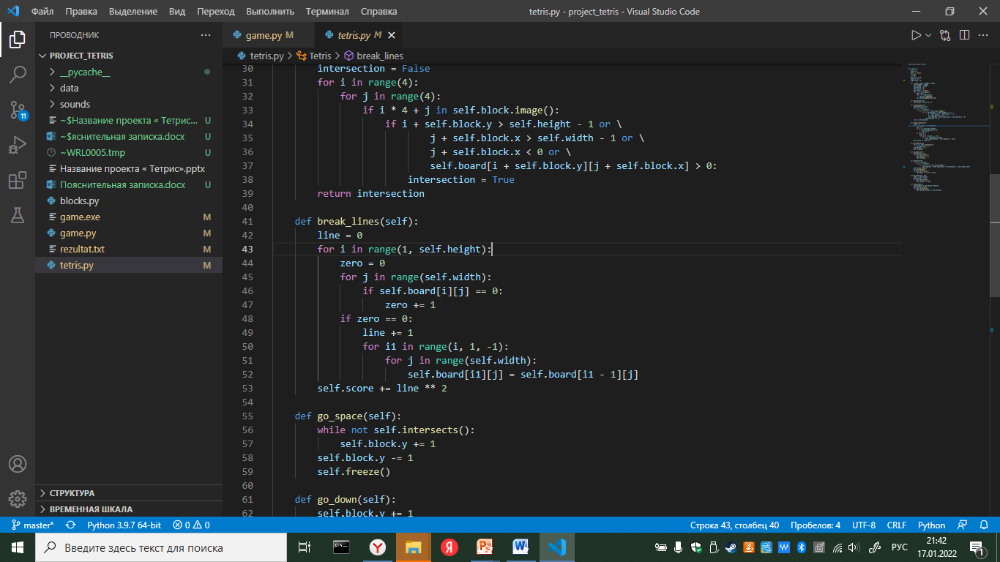 Файл Правка Выделение Вид Переход Выполнить Терминал Справка
tetris.py - project_tetris - Visual Studio Code
ПРОВОДНИК
PROJECT_TETRIS
__pycache__
data
sounds
~$Название проекта « Тетрис... U
~$яснительная записка.docx U
~WRL0005.tmp U
Название проекта « Тетрис».pptx
Пояснительная записка.docx U
blocks.py
game.exe M
game.py M
rezultat.txt M
tetris.py M
СТРУКТУРА
ВРЕМЕННАЯ ШКАЛА
11
game.py M tetris.py M
tetris.py > Tetris > break_lines
30 intersection = False
31 for i in range(4):
32 for j in range(4):
33 if i * 4 + j in self.block.image():
34 if i + self.block.y > self.height - 1 or \
35 j + self.block.x > self.width - 1 or \
36 j + self.block.x < 0 or \
37 self.board[i + self.block.y][j + self.block.x] > 0:
38 intersection = True
39 return intersection
40
41 def break_lines(self):
42 line = 0
43 for i in range(1, self.height):
44 zero = 0
45 for j in range(self.width):
46 if self.board[i][j] == 0:
47 zero += 1
48 if zero == 0:
49 line += 1
50 for i1 in range(i, 1, -1):
51 for j in range(self.width):
52 self.board[i1][j] = self.board[i1 - 1][j]
53 self.score += line ** 2
54
55 def go_space(self):
56 while not self.intersects():
57 self.block.y += 1
58 self.block.y -= 1
59 self.freeze()
60
61 def go_down(self):
62 self.block.y += 1
master* Python 3.9.7 64-bit 0 0
Строка 43, столбец 40 Пробелов: 4 UTF-8 CRLF Python
Введите здесь текст для поиска
РУС
21:42
17.01.2022
1